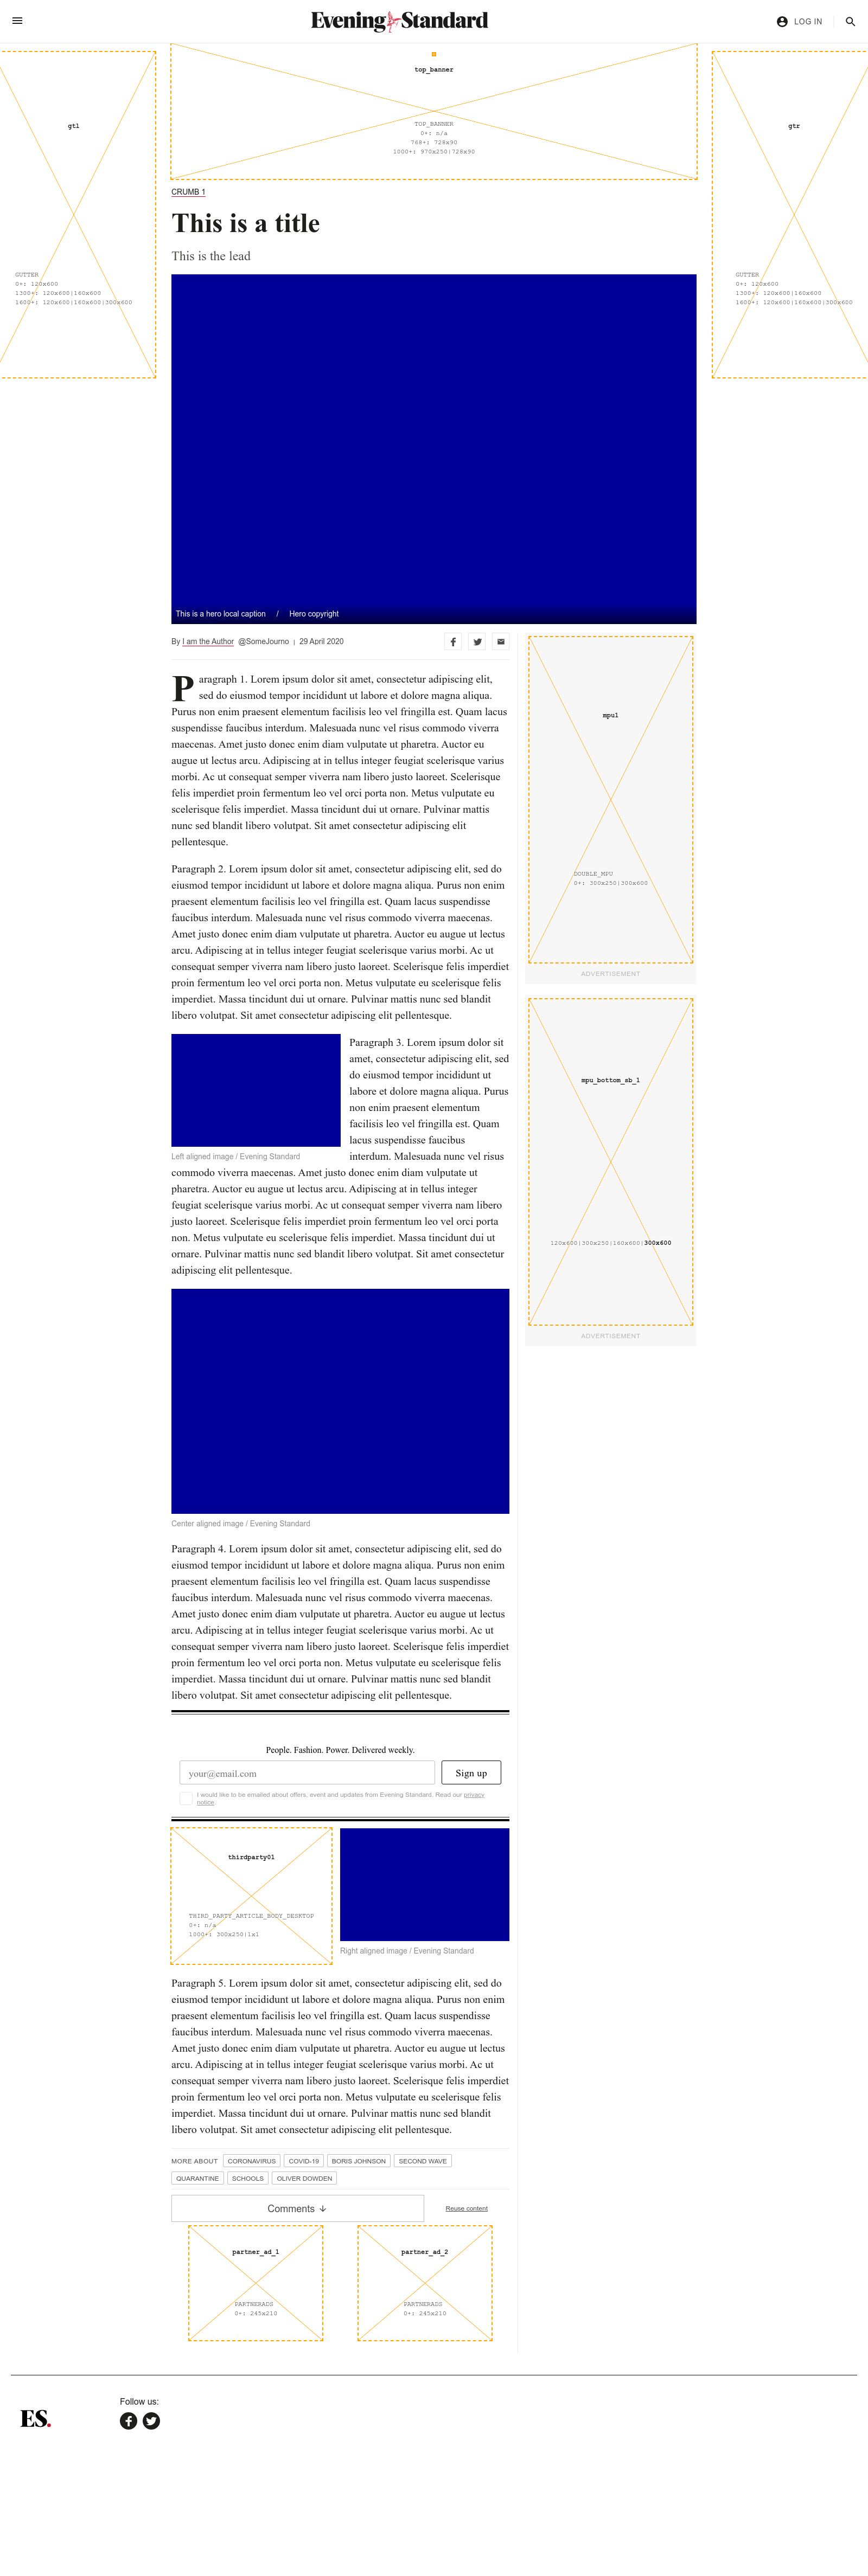 Evening Standard
LOG IN
gtl
GUTTER
0+: 120x600
1300+: 120x600|160x600
1600+: 120x600|160x600|300x600
top_banner
TOP_BANNER
0+: n/a
768+: 728x90
1000+: 970x250|728x90
gtr
GUTTER
0+: 120x600
1300+: 120x600|160x600
1600+: 120x600|160x600|300x600
CRUMB 1
This is a title
This is the lead
This is a hero local caption / Hero copyright
By I am the Author @SomeJourno | 29 April 2020
Paragraph 1. Lorem ipsum dolor sit amet, consectetur adipiscing elit,
sed do eiusmod tempor incididunt ut labore et dolore magna aliqua.
Purus non enim praesent elementum facilisis leo vel fringilla est. Quam lacus
suspendisse faucibus interdum. Malesuada nunc vel risus commodo viverra
maecenas. Amet justo donec enim diam vulputate ut pharetra. Auctor eu
augue ut lectus arcu. Adipiscing at in tellus integer feugiat scelerisque varius
morbi. Ac ut consequat semper viverra nam libero justo laoreet. Scelerisque
felis imperdiet proin fermentum leo vel orci porta non. Metus vulputate eu
scelerisque felis imperdiet. Massa tincidunt dui ut ornare. Pulvinar mattis
nunc sed blandit libero volutpat. Sit amet consectetur adipiscing elit
pellentesque.
Paragraph 2. Lorem ipsum dolor sit amet, consectetur adipiscing elit, sed do
eiusmod tempor incididunt ut labore et dolore magna aliqua. Purus non enim
praesent elementum facilisis leo vel fringilla est. Quam lacus suspendisse
faucibus interdum. Malesuada nunc vel risus commodo viverra maecenas.
Amet justo donec enim diam vulputate ut pharetra. Auctor eu augue ut lectus
arcu. Adipiscing at in tellus integer feugiat scelerisque varius morbi. Ac ut
consequat semper viverra nam libero justo laoreet. Scelerisque felis imperdiet
proin fermentum leo vel orci porta non. Metus vulputate eu scelerisque felis
imperdiet. Massa tincidunt dui ut ornare. Pulvinar mattis nunc sed blandit
libero volutpat. Sit amet consectetur adipiscing elit pellentesque.
Left aligned image / Evening Standard
Paragraph 3. Lorem ipsum dolor sit
amet, consectetur adipiscing elit, sed
do eiusmod tempor incididunt ut
labore et dolore magna aliqua. Purus
non enim praesent elementum
facilisis leo vel fringilla est. Quam
lacus suspendisse faucibus
interdum. Malesuada nunc vel risus
commodo viverra maecenas. Amet justo donec enim diam vulputate ut
pharetra. Auctor eu augue ut lectus arcu. Adipiscing at in tellus integer
feugiat scelerisque varius morbi. Ac ut consequat semper viverra nam libero
justo laoreet. Scelerisque felis imperdiet proin fermentum leo vel orci porta
non. Metus vulputate eu scelerisque felis imperdiet. Massa tincidunt dui ut
ornare. Pulvinar mattis nunc sed blandit libero volutpat. Sit amet consectetur
adipiscing elit pellentesque.
Center aligned image / Evening Standard
Paragraph 4. Lorem ipsum dolor sit amet, consectetur adipiscing elit, sed do
eiusmod tempor incididunt ut labore et dolore magna aliqua. Purus non enim
praesent elementum facilisis leo vel fringilla est. Quam lacus suspendisse
faucibus interdum. Malesuada nunc vel risus commodo viverra maecenas.
Amet justo donec enim diam vulputate ut pharetra. Auctor eu augue ut lectus
arcu. Adipiscing at in tellus integer feugiat scelerisque varius morbi. Ac ut
consequat semper viverra nam libero justo laoreet. Scelerisque felis imperdiet
proin fermentum leo vel orci porta non. Metus vulputate eu scelerisque felis
imperdiet. Massa tincidunt dui ut ornare. Pulvinar mattis nunc sed blandit
libero volutpat. Sit amet consectetur adipiscing elit pellentesque.
People. Fashion. Power. Delivered weekly.
your@email.com
Sign up
I would like to be emailed about offers, event and updates from Evening Standard. Read our privacy
notice.
thirdparty01
THIRD_PARTY_ARTICLE_BODY_DESKTOP
0+: n/a
1000+: 300x250|1x1
Right aligned image / Evening Standard
Paragraph 5. Lorem ipsum dolor sit amet, consectetur adipiscing elit, sed do
eiusmod tempor incididunt ut labore et dolore magna aliqua. Purus non enim
praesent elementum facilisis leo vel fringilla est. Quam lacus suspendisse
faucibus interdum. Malesuada nunc vel risus commodo viverra maecenas.
Amet justo donec enim diam vulputate ut pharetra. Auctor eu augue ut lectus
arcu. Adipiscing at in tellus integer feugiat scelerisque varius morbi. Ac ut
consequat semper viverra nam libero justo laoreet. Scelerisque felis imperdiet
proin fermentum leo vel orci porta non. Metus vulputate eu scelerisque felis
imperdiet. Massa tincidunt dui ut ornare. Pulvinar mattis nunc sed blandit
libero volutpat. Sit amet consectetur adipiscing elit pellentesque.
MORE ABOUT CORONAVIRUS COVID-19 BORIS JOHNSON SECOND WAVE
QUARANTINE SCHOOLS OLIVER DOWDEN
Comments
Reuse content
partner_ad_1
PARTNERADS
0+: 245x210
partner_ad_2
PARTNERADS
0+: 245x210
mpu1
DOUBLE_MPU
0+: 300x250|300x600
ADVERTISEMENT
mpu_bottom_sb_1
120x600|300x250|160x600|300x600
ADVERTISEMENT
ES.
Follow us: